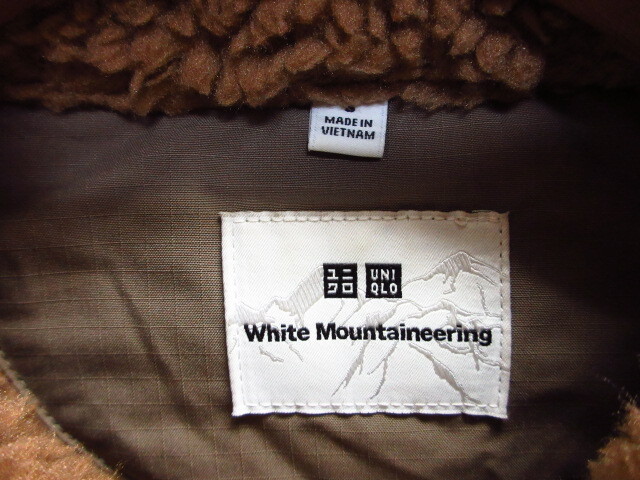 MADE IN
VIETNAM
ユニ UNI
クロ QLO
White Mountaineering